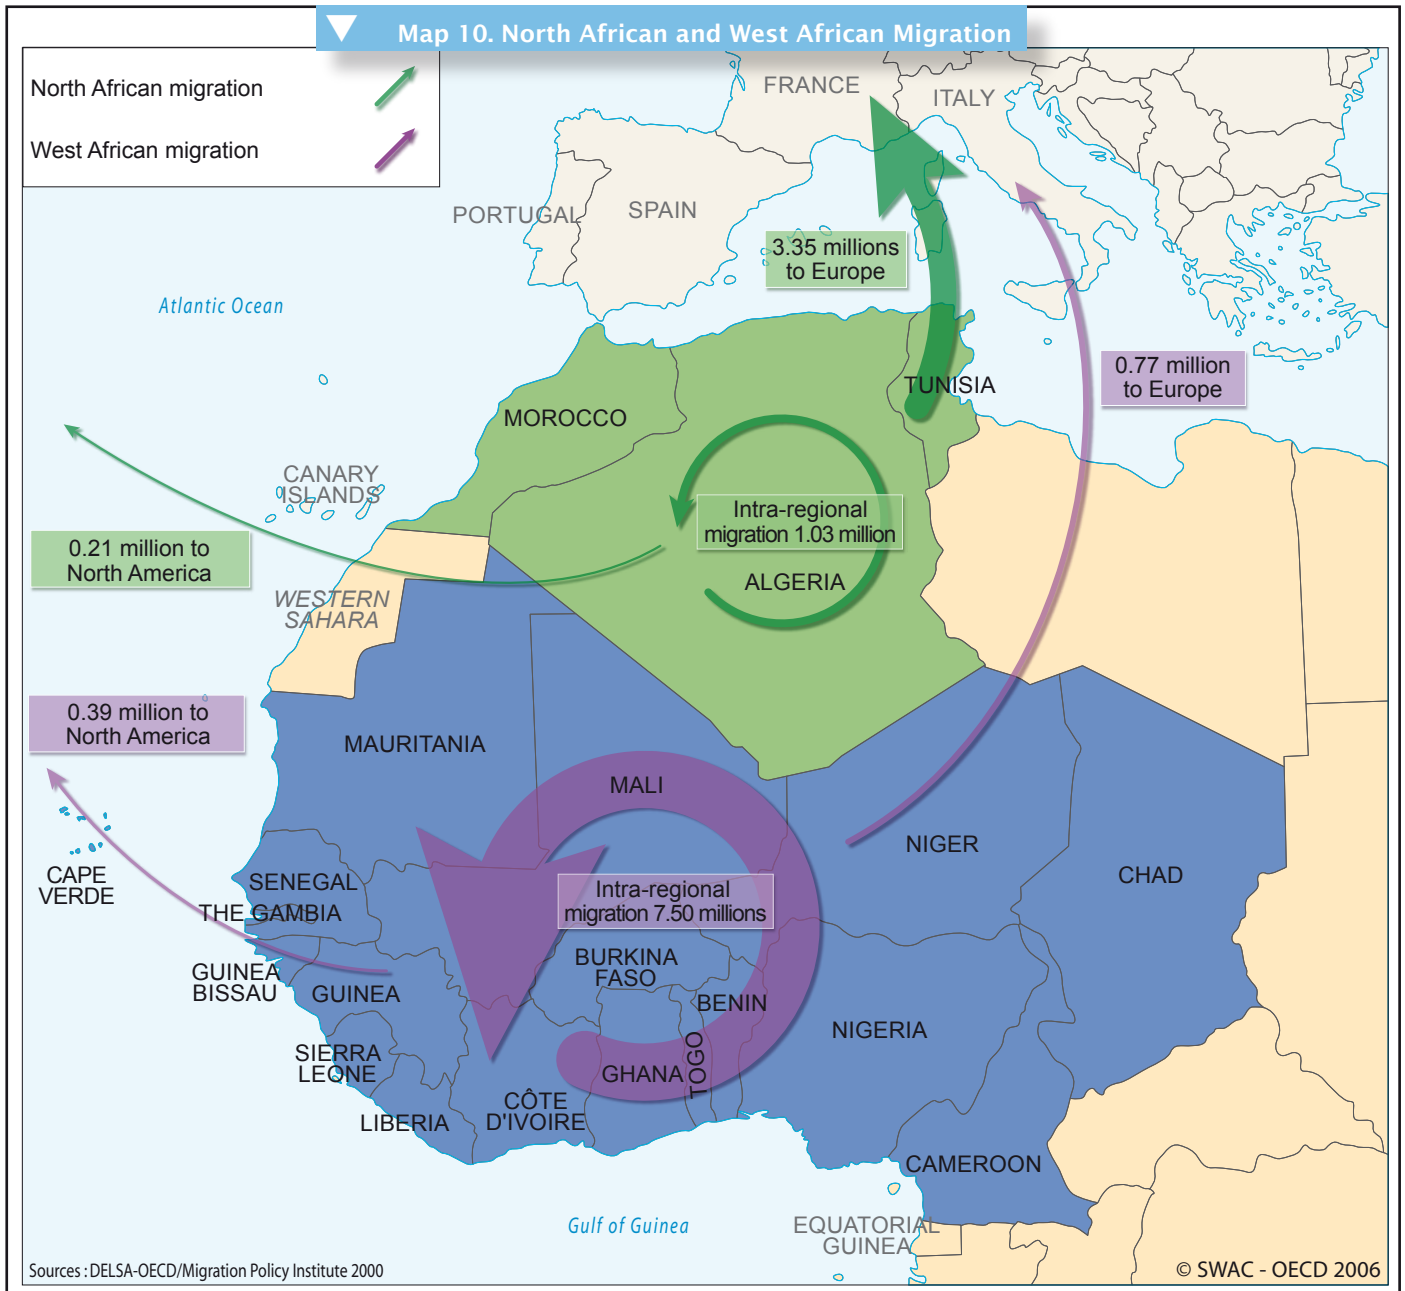 Map 10. North African and West African Migration
North African migration
West African migration
FRANCE
ITALY
PORTUGAL
SPAIN
3.35 millions
to Europe
Atlantic Ocean
0.77 million
to Europe
TUNISIA
MOROCCO
CANARY
ISLANDS
Intra-regional
migration 1.03 million
0.21 million to
North America
ALGERIA
WESTERN
SAHARA
0.39 million to
North America
MAURITANIA
MALI
NIGER
CHAD
CAPE
VERDE
SENEGAL
THE GAMBIA
Intra-regional
migration 7.50 millions
GUINEA
BISSAU
GUINEA
BURKINA
FASO
BENIN
NIGERIA
SIERRA
LEONE
GHANA
TOGO
LIBERIA
CÔTE
D'IVOIRE
CAMEROON
Gulf of Guinea
EQUATORIAL
GUINEA
Sources : DELSA-OECD/Migration Policy Institute 2000
© SWAC - OECD 2006